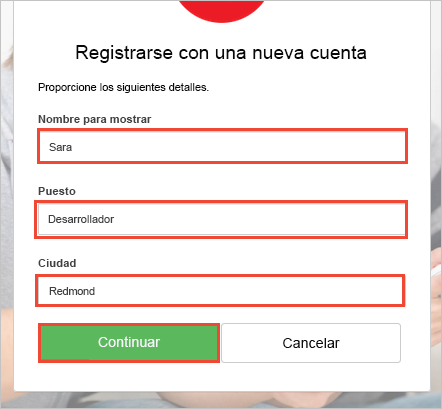 Registrarse con una nueva cuenta
Proporcione los siguientes detalles.
Nombre para mostrar
Sara
Puesto
Desarrollador
Ciudad
Redmond
Continuar Cancelar